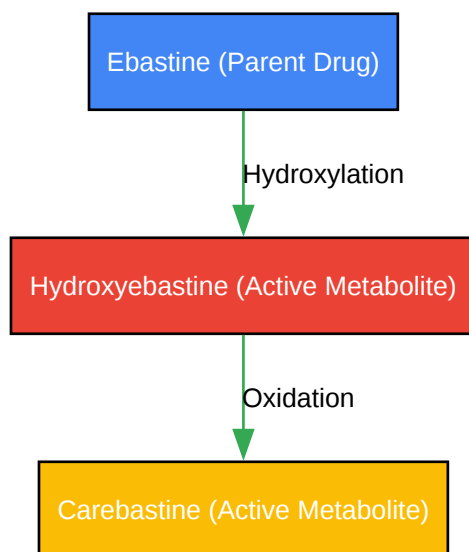 Ebastine (Parent Drug)
Hydroxylation
Hydroxyebastine (Active Metabolite)
Oxidation
Carebastine (Active Metabolite)